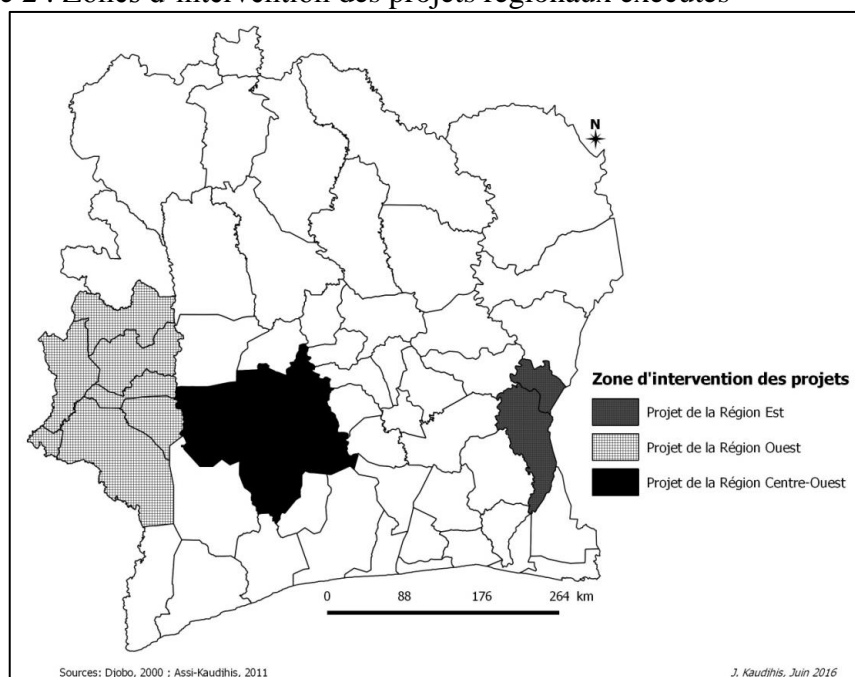 2 : Zones d'intervention des projets régionaux exécutés
N
Zone d'intervention des projets
Projet de la Région Est
Projet de la Région Ouest
Projet de la Région Centre-Ouest
0 88 176 264 km
Sources: Djobo, 2000 ; Assi-Kaudjhis, 2011
J. Kaudjhis, Juin 2016